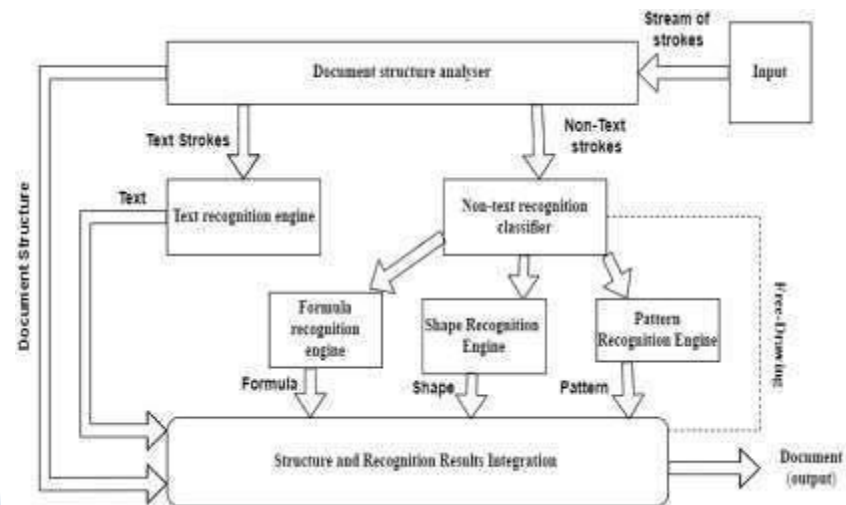 Stream of
strokes
Input
Document structure analyser
Text Strokes
Non-Text
strokes
Document Structure
Text
Text recognition engine
Non-text recognition
classifier
Free-Drawing
Formula
recognition
engine
Shape Recognition
Engine
Pattern
Recognition Engine
Formula
Shape
Pattern
Structure and Recognition Results Integration
Document
(output)